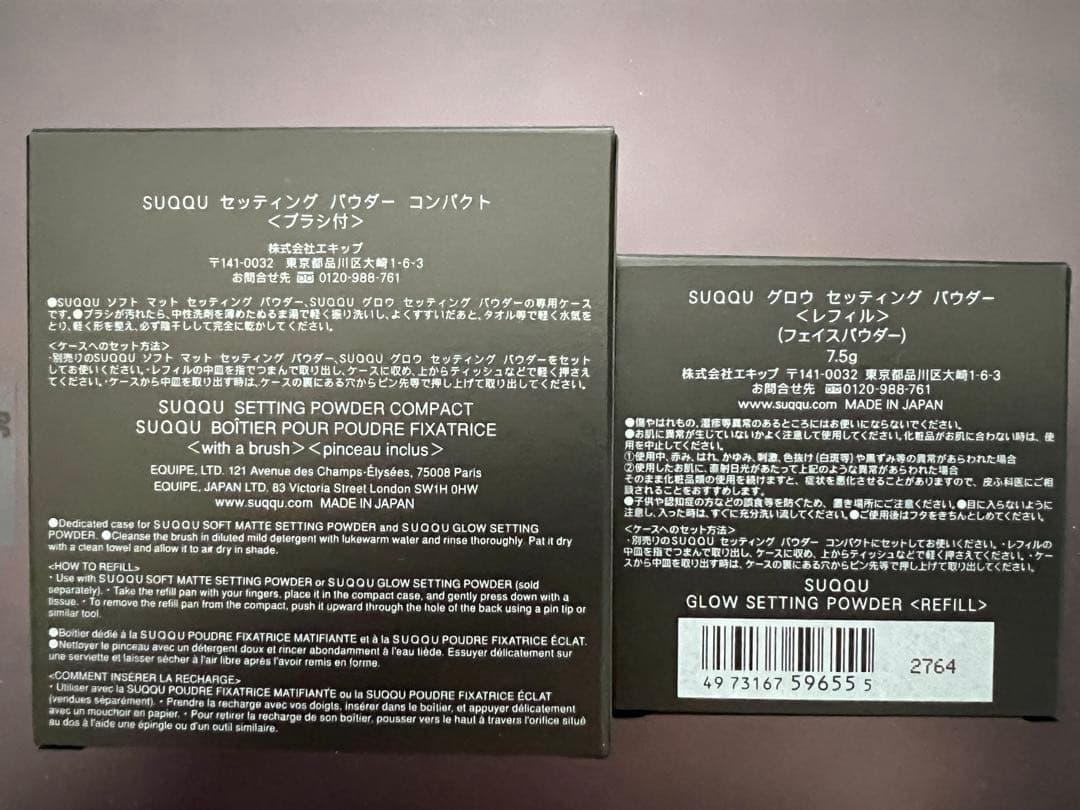 SUQQU セッティング パウダー コンパクト
＜ブラシ付＞
株式会社エキップ
〒141-0032 東京都品川区大崎1-6-3
お問合せ先 0120-988-761
●SUQQU ソフト マット セッティング パウダー、SUQQU グロウ セッティング パウダーの専用ケース
です。●ブラシが汚れたら、中性洗剤を薄めたぬるま湯で軽く振り洗いし、よくすすいだあと、タオル等で軽く水気を
とり、軽く形を整え、必ず陰干しして完全に乾かしてください。
＜ケースへのセット方法＞
・別売りのSUQQU ソフト マット セッティング パウダー、SUQQU グロウ セッティング パウダーをセット
してお使いください。・レフィルの中皿を指でつまんで取り出し、ケースに収め、上からティッシュなどで軽く押さえ
てください。・ケースから中皿を取り出す時は、ケースの裏にある穴からピン先等で押し上げて取り出してください。
SUQQU SETTING POWDER COMPACT
SUQQU BOÎTIER POUR POUDRE FIXATRICE
<with a brush> <pinceau inclus>
EQUIPE, LTD. 121 Avenue des Champs-Élysées, 75008 Paris
EQUIPE, JAPAN LTD. 83 Victoria Street London SW1H 0HW
www.suqqu.com MADE IN JAPAN
●Dedicated case for SUQQU SOFT MATTE SETTING POWDER and SUQQU GLOW SETTING
POWDER. ●Cleanse the brush in diluted mild detergent with lukewarm water and rinse thoroughly. Pat it dry
with a clean towel and allow it to air dry in shade.
<HOW TO REFILL>
・Use with SUQQU SOFT MATTE SETTING POWDER or SUQQU GLOW SETTING POWDER (sold
separately). ・Take the refill pan with your fingers, place it in the compact case, and gently press down with a
tissue. ・To remove the refill pan from the compact, push it upward through the hole of the back using a pin tip or
similar tool.
●Boîtier dédié à la SUQQU POUDRE FIXATRICE MATIFIANTE et à la SUQQU POUDRE FIXATRICE ÉCLAT.
●Nettoyer le pinceau avec un détergent doux et rincer abondamment à l'eau tiède. Essuyer délicatement sur
une serviette et laisser sécher à l'air libre après l'avoir remis en forme.
<COMMENT INSÉRER LA RECHARGE>
・Utiliser avec la SUQQU POUDRE FIXATRICE MATIFIANTE ou la SUQQU POUDRE FIXATRICE ÉCLAT
(vendues séparément). ・Prendre la recharge avec vos doigts, insérer dans le boîtier, et appuyer délicatement
avec un mouchoir en papier. ・Pour retirer la recharge de son boîtier, pousser vers le haut à travers l'orifice situé
au dos à l'aide une épingle ou d'un outil similaire.
SUQQU グロウ セッティング パウダー
＜レフィル＞
(フェイスパウダー)
7.5g
株式会社エキップ 〒141-0032 東京都品川区大崎1-6-3
お問合せ先 0120-988-761
www.suqqu.com MADE IN JAPAN
●傷やはれもの、湿疹等異常のあるところにはお使いにならないでください。
●お肌に異常が生じていないかよく注意して使用してください。化粧品がお肌に合わない時は、使
用を中止してください。
①使用中、赤み、はれ、かゆみ、刺激、色抜け(白斑等)や黒ずみ等の異常があらわれた場合
②使用したお肌に、直射日光があたって上記のような異常があらわれた場合
そのまま化粧品類の使用を続けますと、症状を悪化させることがありますので、皮ふ科医にご相
談されることをおすすめします。
●子供や認知症の方などの誤食等を防ぐため、置き場所にご注意ください。●目に入らないように
注意し、入った時は、すぐに充分洗い流してください。●ご使用後はフタをきちんとしめてください。
＜ケースへのセット方法＞
・別売りのSUQQU セッティング パウダー コンパクトにセットしてお使いください。・レフィルの
中皿を指でつまんで取り出し、ケースに収め、上からティッシュなどで軽く押さえてください。・ケー
スから中皿を取り出す時は、ケースの裏にある穴からピン先等で押し上げて取り出してください。
SUQQU
GLOW SETTING POWDER <REFILL>
2764
4 973167 596555